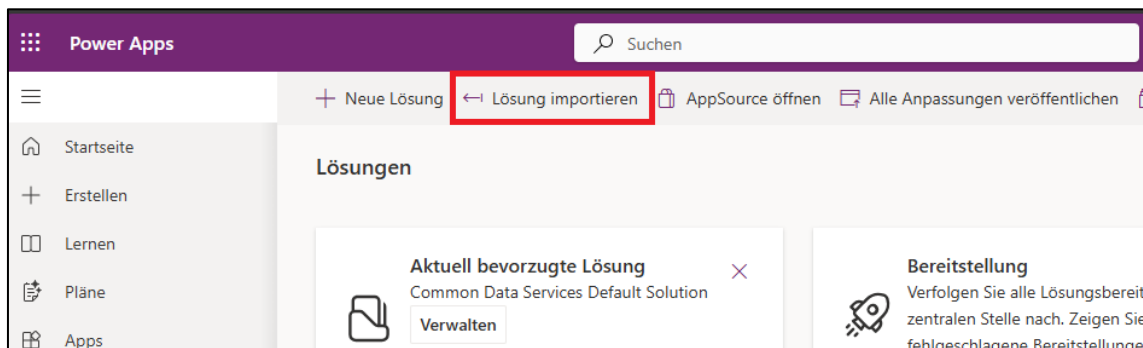 Power Apps
Suchen
Neue Lösung Lösung importieren AppSource öffnen Alle Anpassungen veröffentlichen
Startseite
Erstellen
Lernen
Pläne
Apps
Lösungen
Aktuell bevorzugte Lösung
Common Data Services Default Solution
Verwalten
Bereitstellung
Verfolgen Sie alle
zentralen Stelle nach. Zeigen Sie
fehlgeschlagene